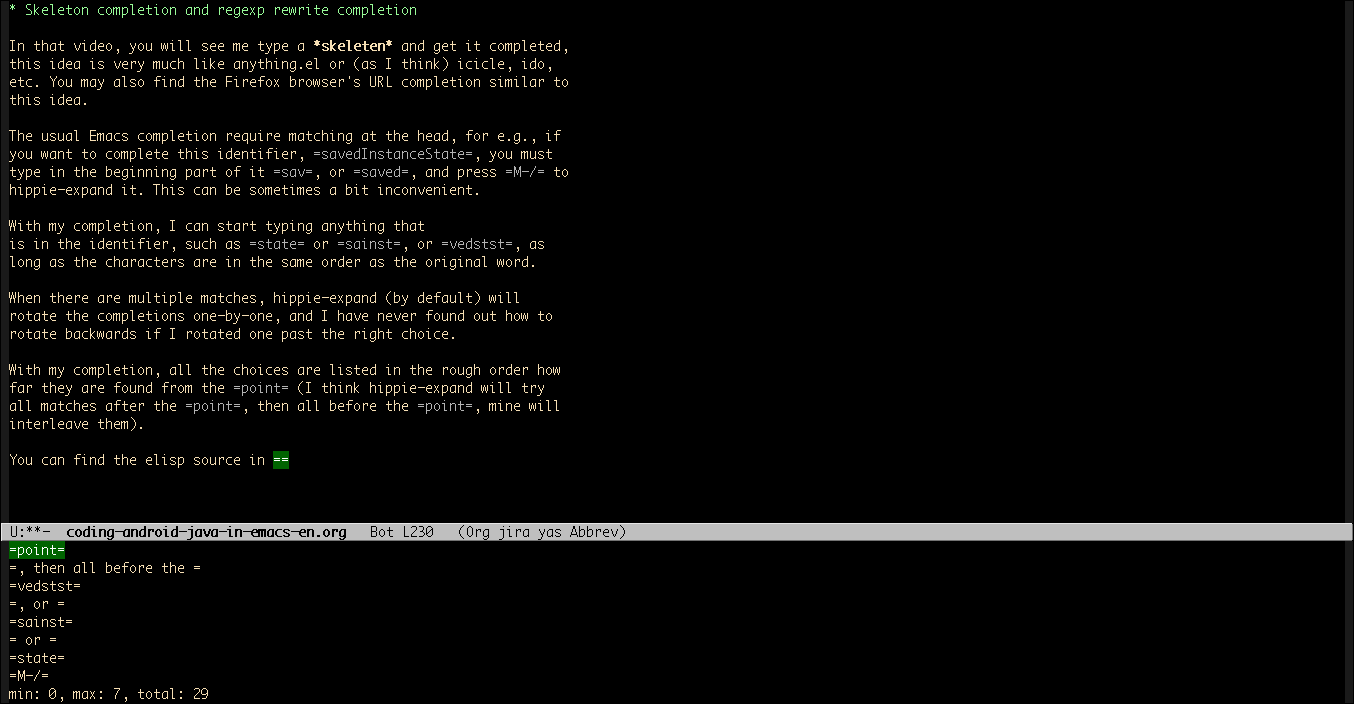 * Skeleton completion and regexp rewrite completion
In that video, you will see me type a *skeleten* and get it completed,
this idea is very much like anything.el or (as I think) icicle, ido,
etc. You may also find the Firefox browser's URL completion similar to
this idea.
The usual Emacs completion require matching at the head, for e.g., if
you want to complete this identifier, =savedInstanceState=, you must
type in the beginning part of it =sav=, or =saved=, and press =M-/= to
hippie-expand it. This can be sometimes a bit inconvenient.
With my completion, I can start typing anything that
is in the identifier, such as =state= or =sainst=, or =vedstst=, as
long as the characters are in the same order as the original word.
When there are multiple matches, hippie-expand (by default) will
rotate the completions one-by-one, and I have never found out how to
rotate backwards if I rotated one past the right choice.
With my completion, all the choices are listed in the rough order how
far they are found from the =point= (I think hippie-expand will try
all matches after the =point=, then all before the =point=, mine will
interleave them).
You can find the elisp source in ==
U:**-  coding-android-java-in-emacs-en.org   Bot L230   (Org jira yas Abbrev)
=point=
=, then all before the =
=vedstst=
=, or =
=sainst=
= or =
=state=
=M-/=
min: 0, max: 7, total: 29